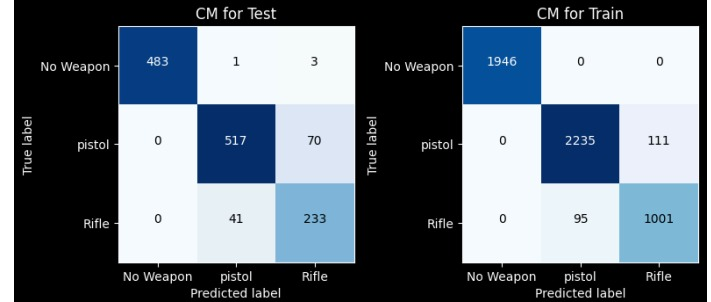 CM for Test
No Weapon 483 1 3
pistol 0 517 70
Rifle 0 41 233
True label
No Weapon pistol Rifle
Predicted label
CM for Train
No Weapon 1946 0 0
pistol 0 2235 111
Rifle 0 95 1001
True label
No Weapon pistol Rifle
Predicted label